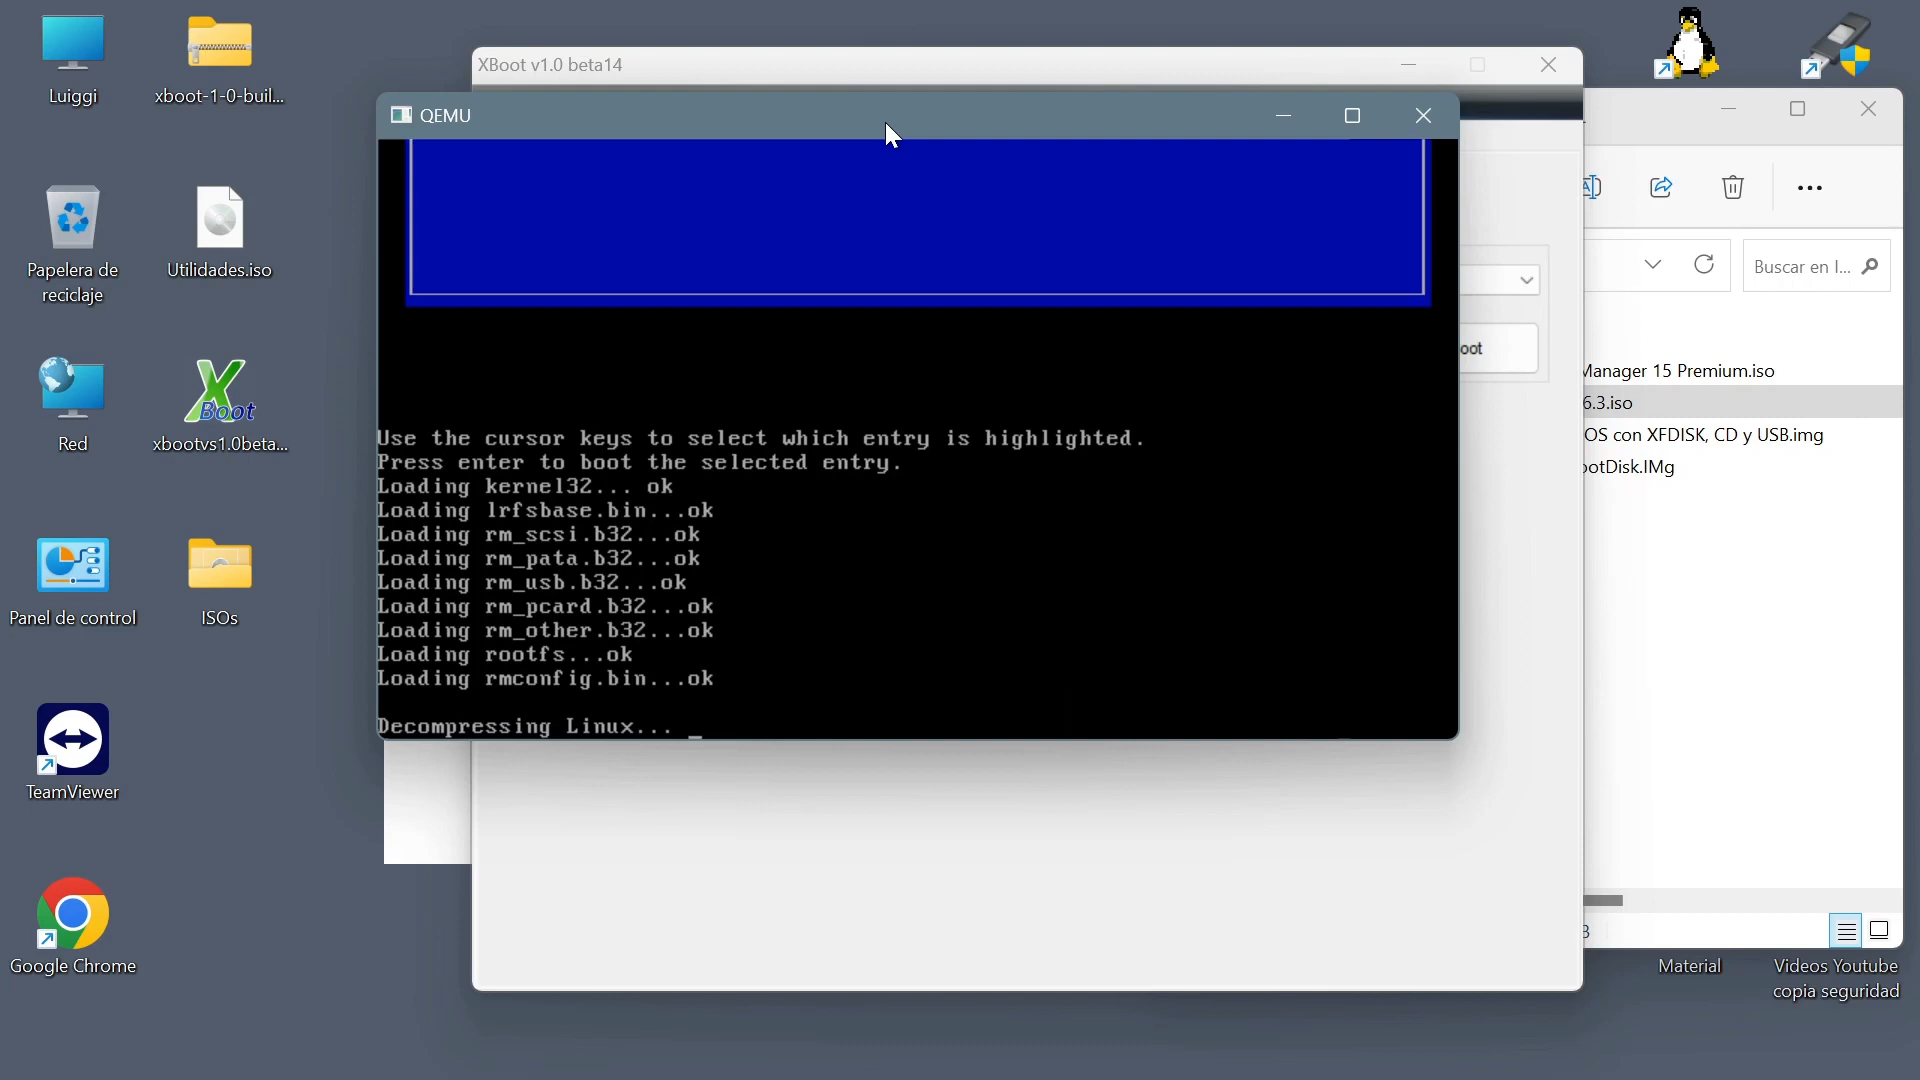 Luiggi
xboot-1-0-buil...
Papelera de
reciclaje
Utilidades.iso
Red
Boot
xbootvs1.0beta...
Panel de control
ISOs
TeamViewer
Google Chrome
XBoot v1.0 beta14
QEMU
Use the cursor keys to select which entry is highlighted.
Press enter to boot the selected entry.
Loading kernel32... ok
Loading lrfsbase.bin...ok
Loading rm_scsi.b32...ok
Loading rm_pata.b32...ok
Loading rm_usb.b32...ok
Loading rm_pcard.b32...ok
Loading rm_other.b32...ok
Loading rootfs...ok
Loading rmconfig.bin...ok
Decompressing Linux... _
oot
Buscar en I...
Manager 15 Premium.iso
6.3.iso
OS con XFDISK, CD y USB.img
ootDisk.IMg
Material
Videos Youtube
copia seguridad